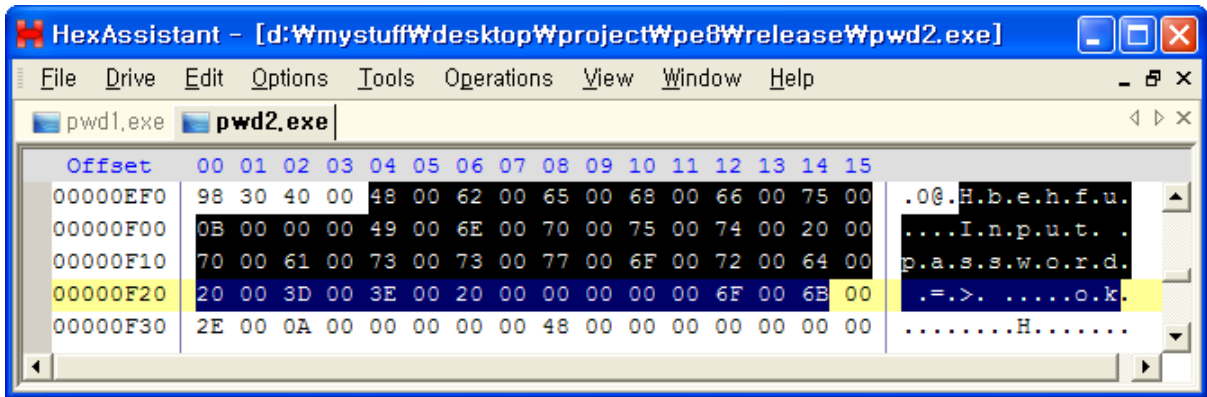 HexAssistant - [d:₩mystuff₩desktop₩project₩pe8₩release₩pwd2.exe]
File Drive Edit Options Tools Operations View Window Help
pwd1.exe pwd2.exe
Offset 00 01 02 03 04 05 06 07 08 09 10 11 12 13 14 15
00000EF0 98 30 40 00 48 00 62 00 65 00 68 00 66 00 75 00 .0@.H.b.e.h.f.u.
00000F00 0B 00 00 00 49 00 6E 00 70 00 75 00 74 00 20 00 ....I.n.p.u.t. .
00000F10 70 00 61 00 73 00 73 00 77 00 6F 00 72 00 64 00 p.a.s.s.w.o.r.d.
00000F20 20 00 3D 00 3E 00 20 00 00 00 00 00 6F 00 6B 00 .=.>. .....o.k.
00000F30 2E 00 0A 00 00 00 00 00 48 00 00 00 00 00 00 00 ........H.......